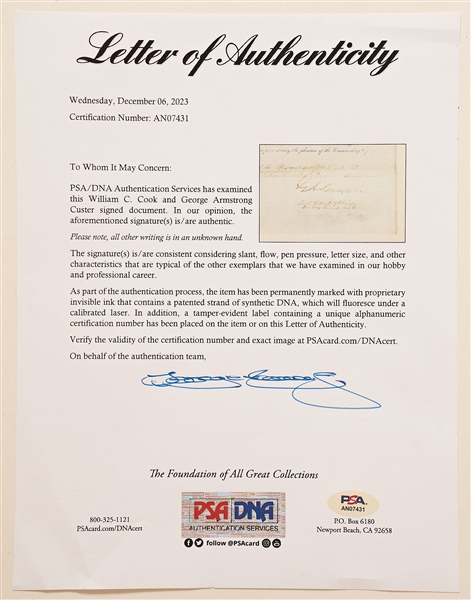 Letter of Authenticity
Wednesday, December 06, 2023
Certification Number: AN07431
To Whom It May Concern:
PSA/DNA Authentication Services has examined
this William C. Cook and George Armstrong
Custer signed document. In our opinion, the
aforementioned signature(s) is/are authentic.
Please note, all other writing is in an unknown hand.
The signature(s) is/are consistent considering slant, flow, pen pressure, letter size, and other
characteristics that are typical of the other exemplars that we have examined in our hobby
and professional career.
As part of the authentication process, the item has been permanently marked with proprietary
invisible ink that contains a patented strand of synthetic DNA, which will fluoresce under a
calibrated laser. In addition, a tamper-evident label containing a unique alphanumeric
certification number has been placed on the item or on this Letter of Authenticity.
Verify the validity of the certification number and exact image at PSAcard.com/DNAcert.
On behalf of the authentication team,
The Foundation of All Great Collections
800-325-1121
PSAcard.com/DNAcert
PSA DNA
AUTHENTICATION SERVICES
follow @PSAcard
PSA
AN07431
P.O. Box 6180
Newport Beach, CA 92658